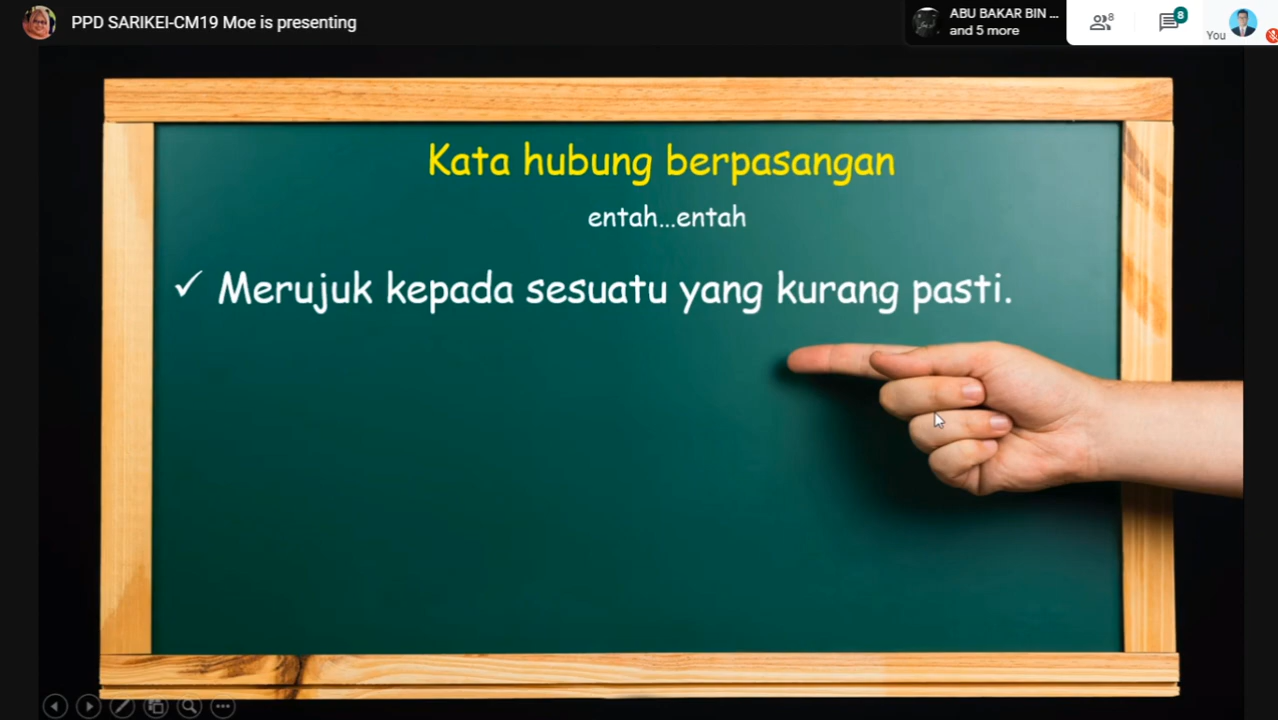 PPD SARIKEI-CM19 Moe is presenting
ABU BAKAR BIN ...
and 5 more
8
8
You
Kata hubung berpasangan
entah...entah
✓ Merujuk kepada sesuatu yang kurang pasti.